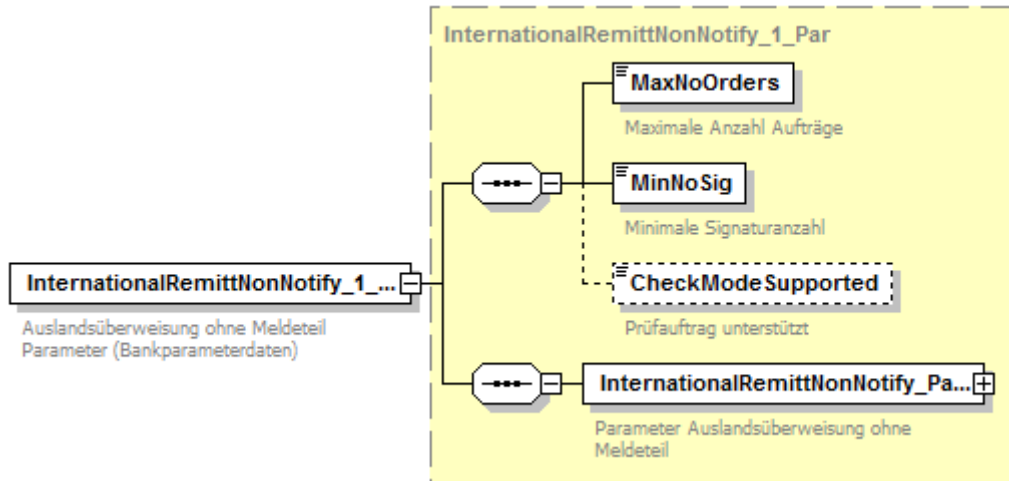 InternationalRemittNonNotify_1_Par
MaxNoOrders
Maximale Anzahl Aufträge
MinNoSig
Minimale Signaturanzahl
InternationalRemittNonNotify_1_...
Auslandsüberweisung ohne Meldeteil
Parameter (Bankparameterdaten)
CheckModeSupported
Prüfauftrag unterstützt
InternationalRemittNonNotify_Pa...
Parameter Auslandsüberweisung ohne
Meldeteil